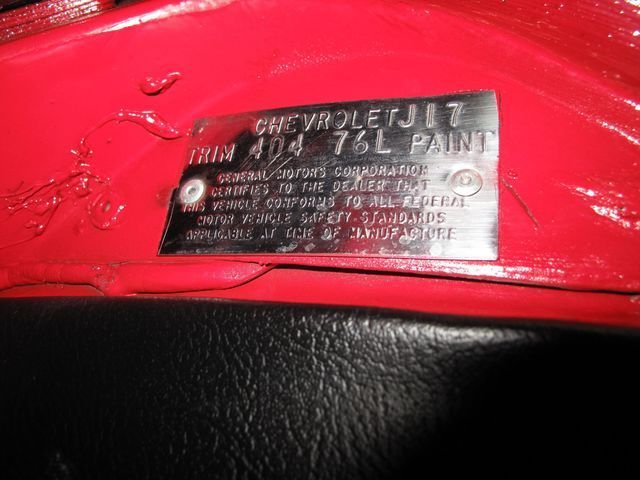 CHEVROLET J17
TRIM 404 76L PAINT
GENERAL MOTORS CORPORATION
CERTIFIES TO THE DEALER THAT
THIS VEHICLE CONFORMS TO ALL FEDERAL
MOTOR VEHICLE SAFETY STANDARDS
APPLICABLE AT TIME OF MANUFACTURE